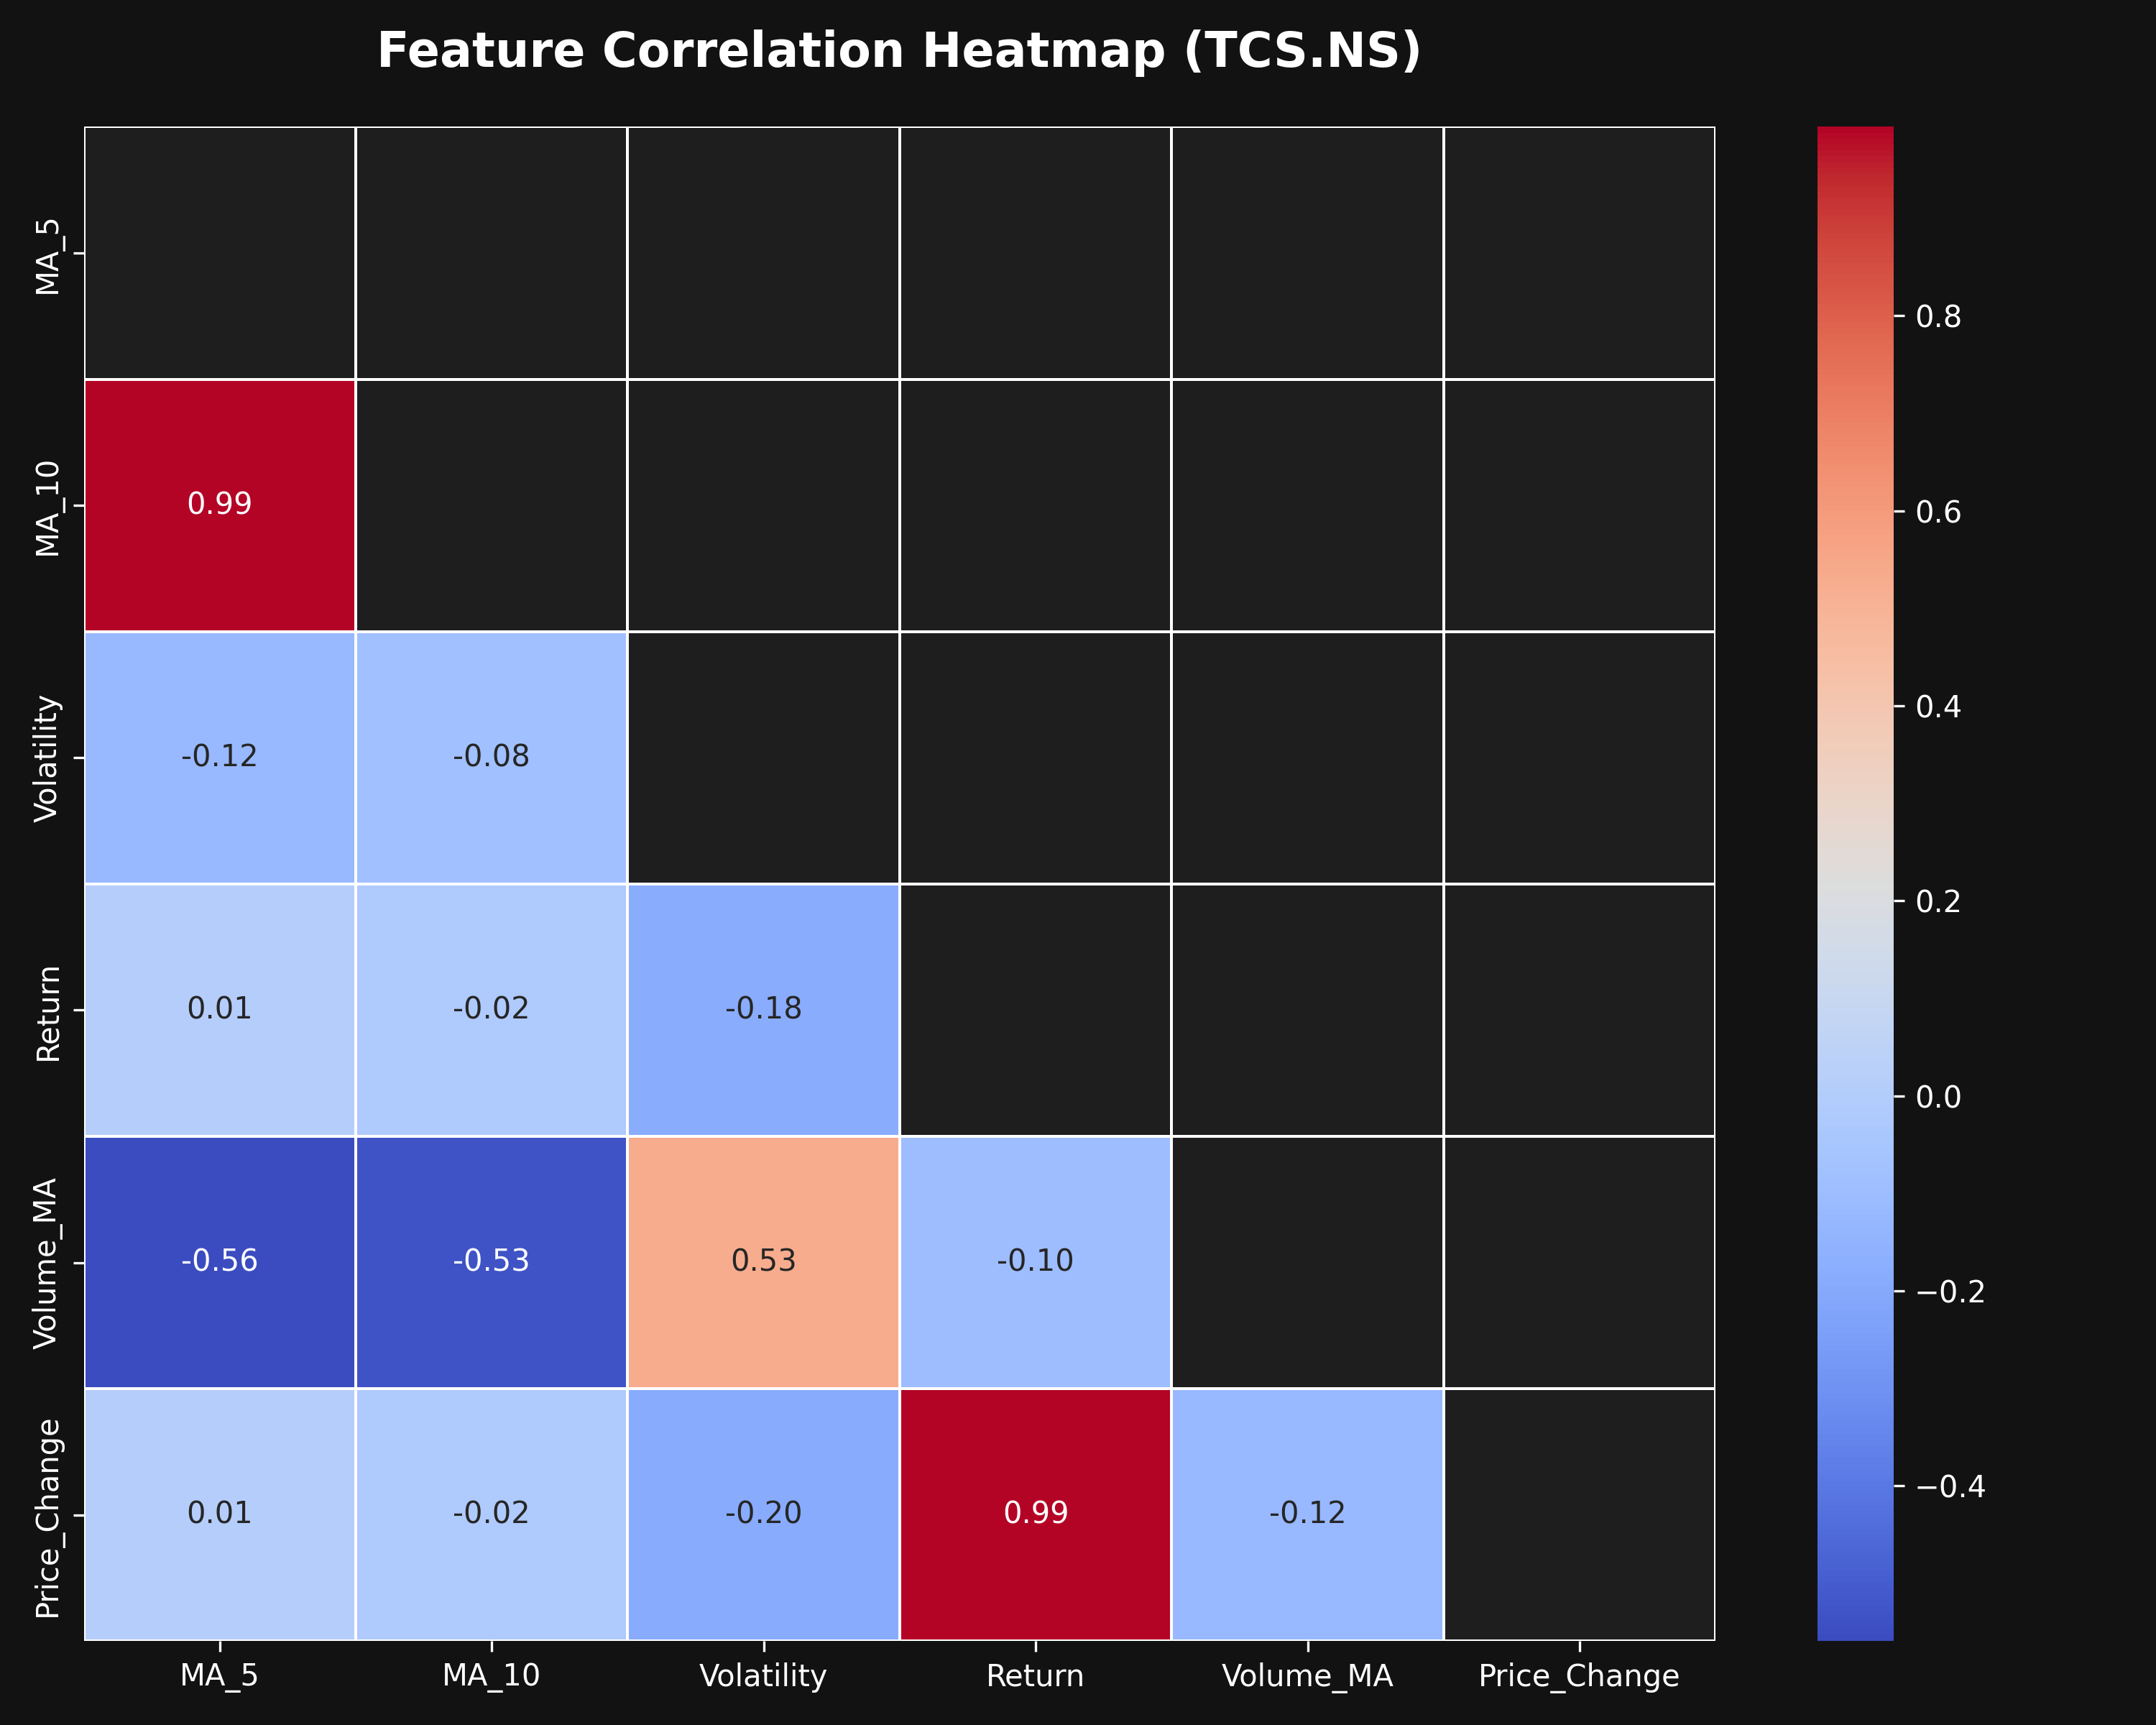 Feature Correlation Heatmap (TCS.NS)
MA_5
MA_10
0.99
Volatility
-0.12 -0.08
Return
0.01 -0.02 -0.18
Volume_MA
-0.56 -0.53 0.53 -0.10
Price_Change
0.01 -0.02 -0.20 0.99 -0.12
MA_5 MA_10 Volatility Return Volume_MA Price_Change
0.8
0.6
0.4
0.2
0.0
−0.2
−0.4